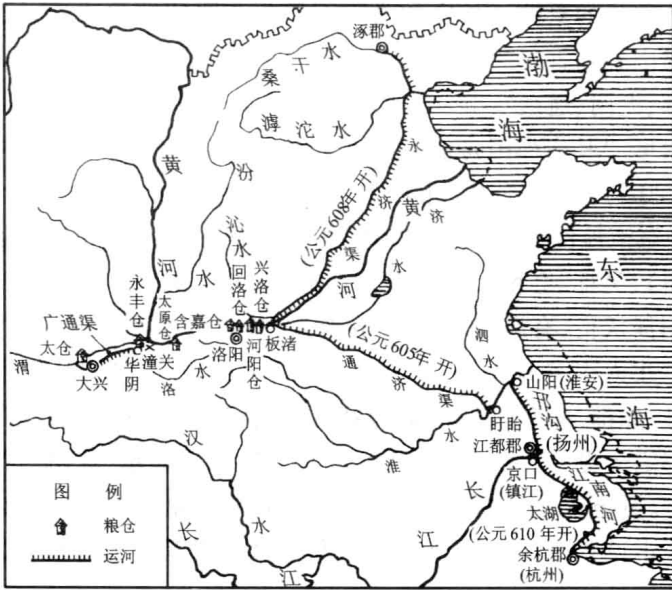 涿郡
桑干水
滹沱水
渤海
黄河
汾水
沁水
永济渠
(公元608年 开)
黄河
济水
东海
永丰仓
太原仓
含嘉仓
回洛仓
兴洛仓
河阳仓
板渚
广通渠
太仓
渭
大兴
华阴
潼关
洛水
洛阳
通济渠
(公元605年 开)
泗水
山阳(淮安)
邗沟
盱眙
淮水
江都郡
(扬州)
京口
(镇江)
江南河
太湖
(公元610年开)
余杭郡
(杭州)
汉水
长江
长江
图 例
粮仓
运河